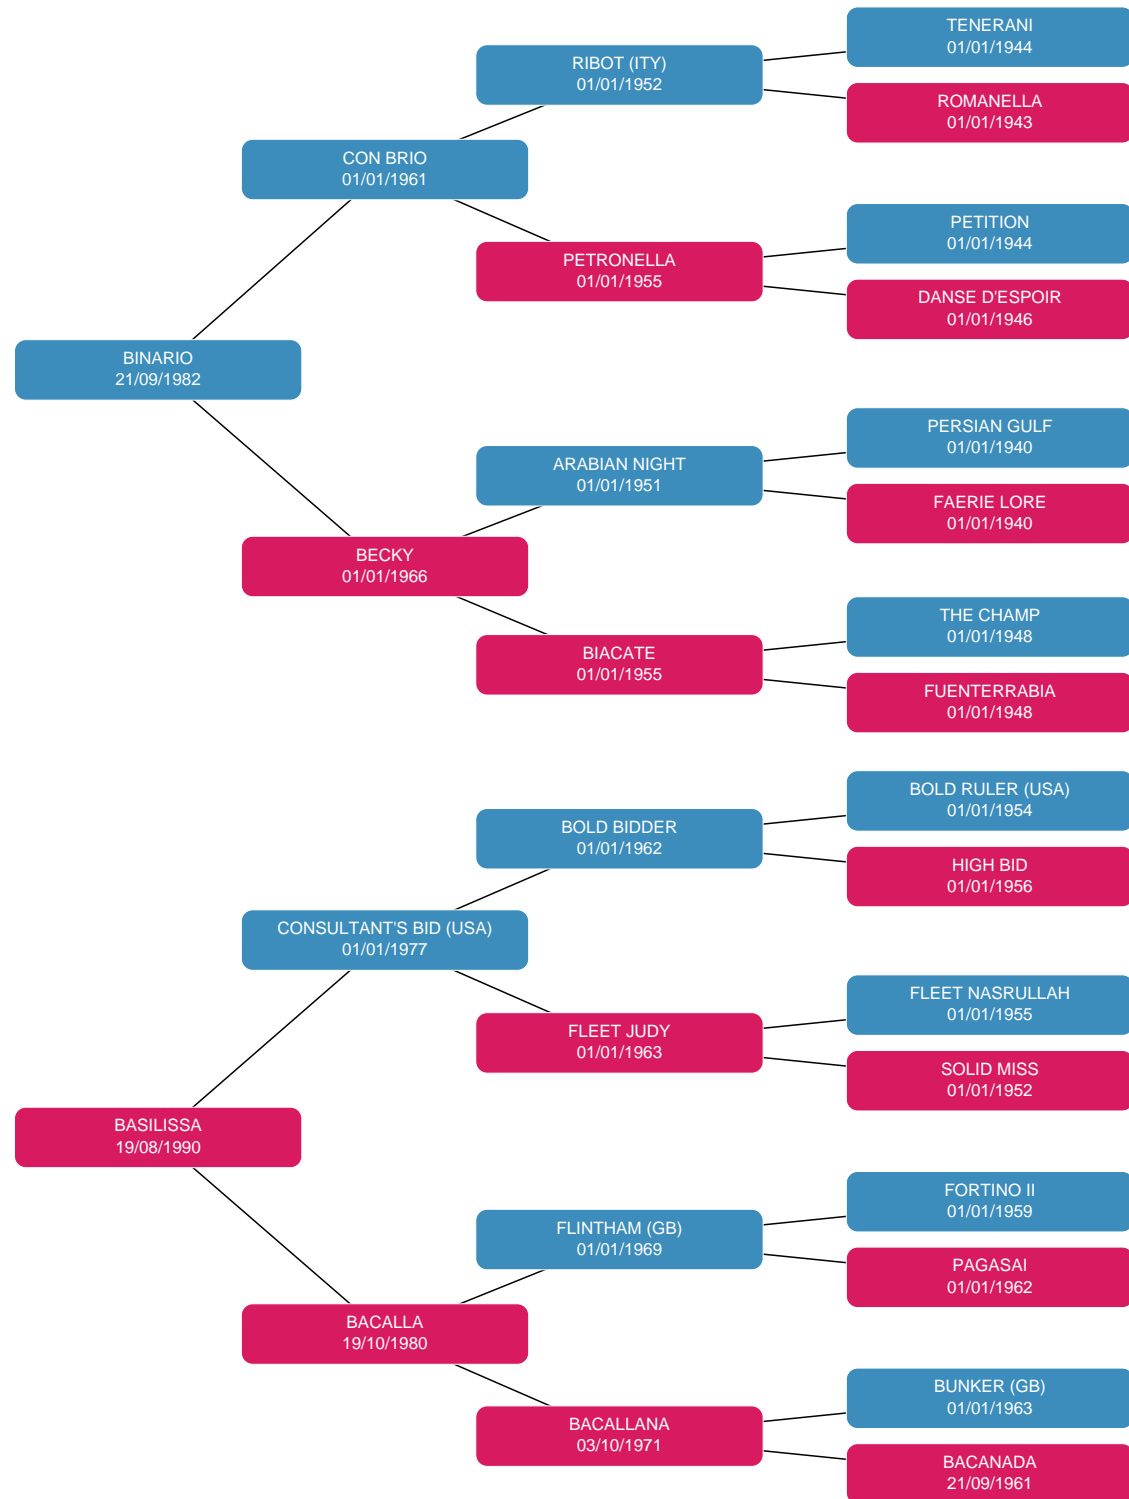 TENERANI
01/01/1944
RIBOT (ITY)
01/01/1952
ROMANELLA
01/01/1943
CON BRIO
01/01/1961
PETITION
01/01/1944
PETRONELLA
01/01/1955
DANSE D'ESPOIR
01/01/1946
BINARIO
21/09/1982
PERSIAN GULF
01/01/1940
ARABIAN NIGHT
01/01/1951
FAERIE LORE
01/01/1940
BECKY
01/01/1966
THE CHAMP
01/01/1948
BIACATE
01/01/1955
FUENTERRABIA
01/01/1948
BOLD RULER (USA)
01/01/1954
BOLD BIDDER
01/01/1962
HIGH BID
01/01/1956
CONSULTANT'S BID (USA)
01/01/1977
FLEET NASRULLAH
01/01/1955
FLEET JUDY
01/01/1963
SOLID MISS
01/01/1952
BASILISSA
19/08/1990
FORTINO II
01/01/1959
FLINTHAM (GB)
01/01/1969
PAGASAI
01/01/1962
BACALLA
19/10/1980
BUNKER (GB)
01/01/1963
BACALLANA
03/10/1971
BACANADA
21/09/1961